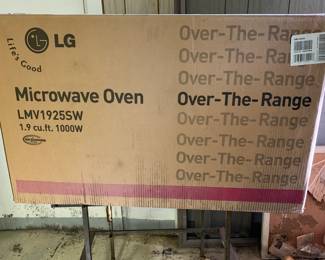 LG
Life's Good
Over-The-Range
Over-The-Range
Over-The-Range
Microwave Oven
Over-The-Range
LMV1925SW
Over-The-Range
1.9 cu.ft. 1000W
Over-The-Range
Over-The-Range
Over-The-Range